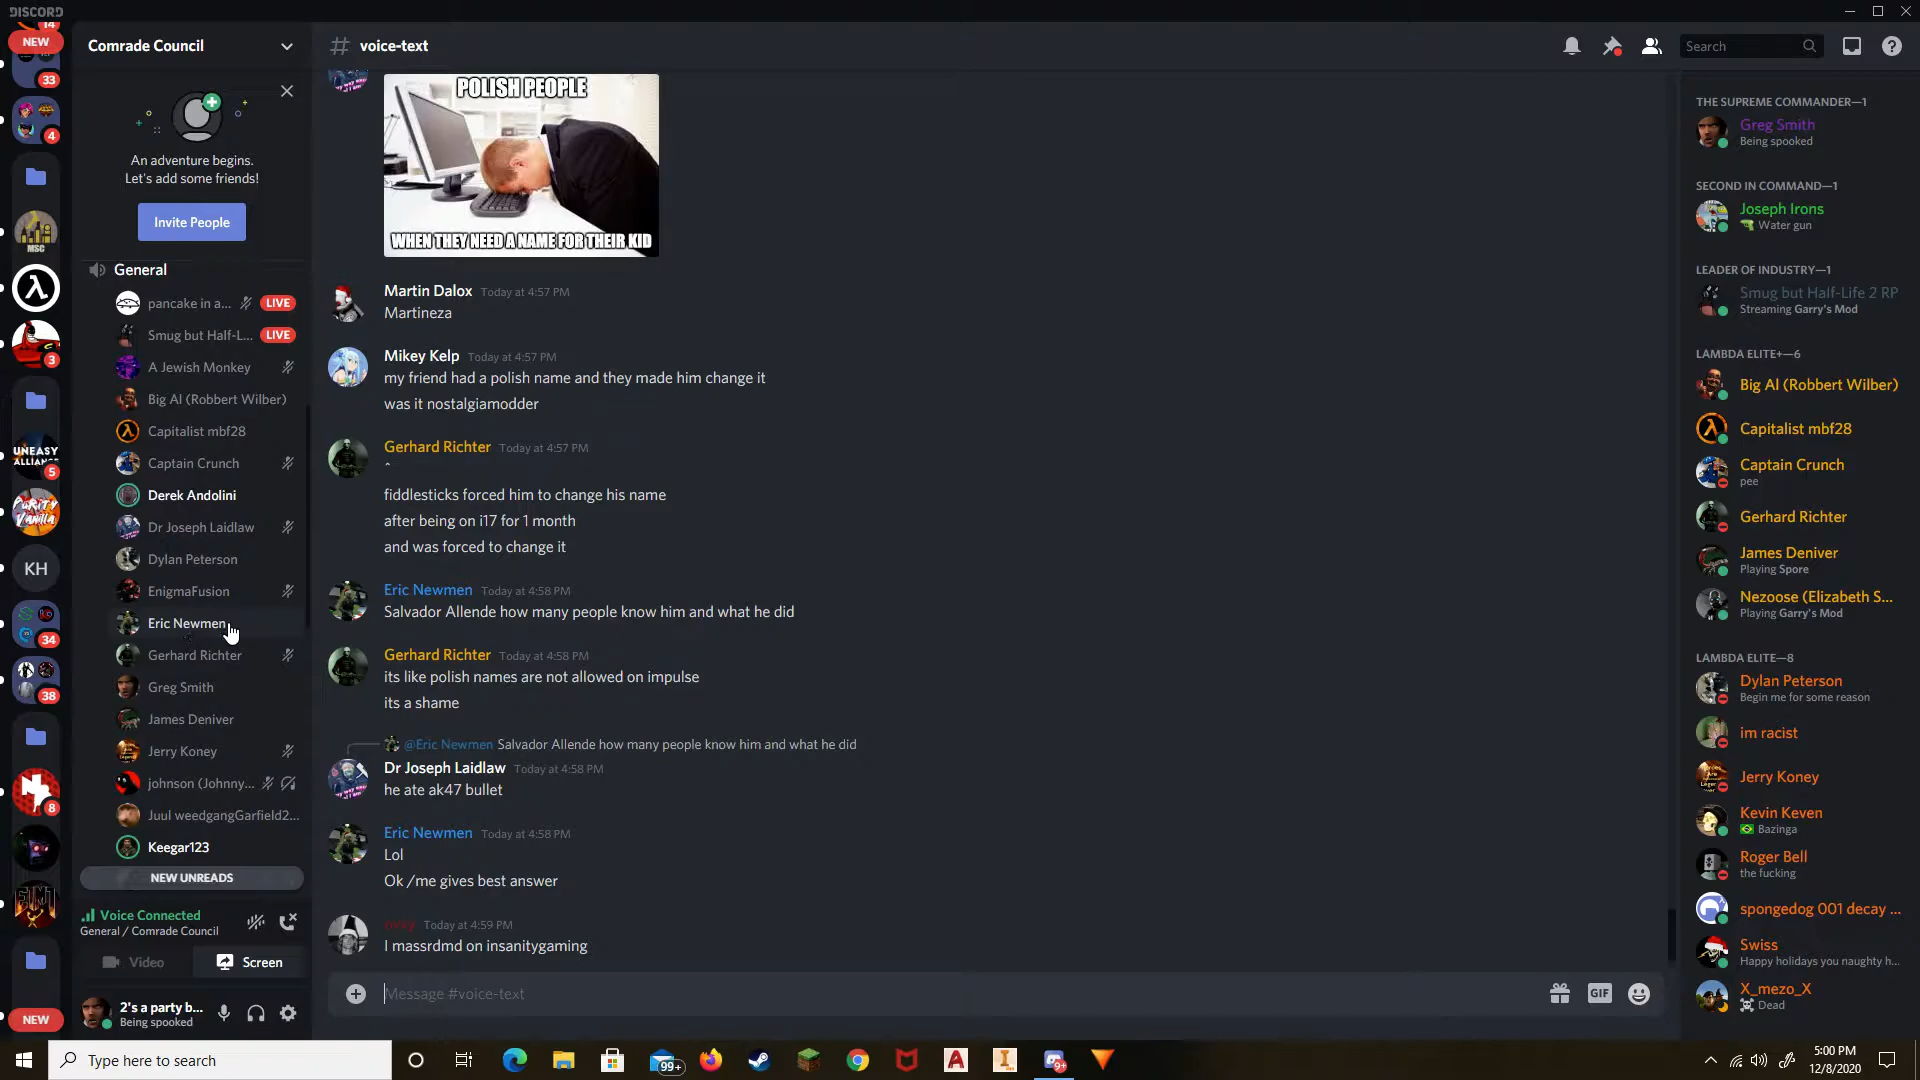 DISCORD
14
NEW
33
4
MSC
3
UNEASY
ALLIANCE
5
PURITY
Vanilla
KH
34
38
8
NEW
Comrade Council
An adventure begins.
Let's add some friends!
Invite People
General
pancake in a... LIVE
Smug but Half-L... LIVE
A Jewish Monkey
Big Al (Robbert Wilber)
Capitalist mbf28
Captain Crunch
Derek Andolini
Dr Joseph Laidlaw
Dylan Peterson
EnigmaFusion
Eric Newmen
Gerhard Richter
Greg Smith
James Deniver
Jerry Koney
johnson (Johnny...
Juul weedgangGarfield2...
Keegar123
NEW UNREADS
Voice Connected
General / Comrade Council
Video Screen
2's a party b...
Being spooked
# voice-text
Search
POLISH PEOPLE
WHEN THEY NEED A NAME FOR THEIR KID
Martin Dalox Today at 4:57 PM
Martineza
Mikey Kelp Today at 4:57 PM
my friend had a polish name and they made him change it
was it nostalgiamodder
Gerhard Richter Today at 4:57 PM
^
fiddlesticks forced him to change his name
after being on i17 for 1 month
and was forced to change it
Eric Newmen Today at 4:58 PM
Salvador Allende how many people know him and what he did
Gerhard Richter Today at 4:58 PM
its like polish names are not allowed on impulse
its a shame
@Eric Newmen Salvador Allende how many people know him and what he did
Dr Joseph Laidlaw Today at 4:58 PM
he ate ak47 bullet
Eric Newmen Today at 4:58 PM
Lol
Ok /me gives best answer
Today at 4:59 PM
I massrdmd on insanitygaming
Message #voice-text
GIF
THE SUPREME COMMANDER—1
Greg Smith
Being spooked
SECOND IN COMMAND—1
Joseph Irons
Water gun
LEADER OF INDUSTRY—1
Smug but Half-Life 2 RP
Streaming Garry's Mod
LAMBDA ELITE+—6
Big Al (Robbert Wilber)
Capitalist mbf28
Captain Crunch
pee
Gerhard Richter
James Deniver
Playing Spore
Nezoose (Elizabeth S...
Playing Garry's Mod
LAMBDA ELITE—8
Dylan Peterson
Begin me for some reason
im racist
Jerry Koney
Kevin Keven
Bazinga
Roger Bell
the fucking
spongedog 001 decay ...
Swiss
Happy holidays you naughty h...
X_mezo_X
Dead
Type here to search
99+
9+
5:00 PM
12/8/2020